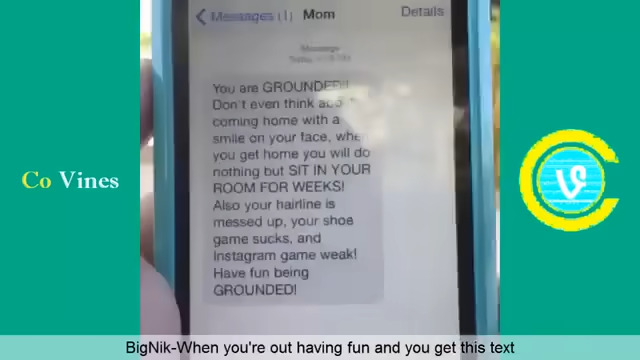 Messages (1) Mom Details
You are GROUNDED!!!
Don't even think
coming home with a
smile on your face, when
you get home you will do
nothing but SIT IN YOUR
ROOM FOR WEEKS!
Also your hairline is
messed up, your shoe
game sucks, and
Instagram game weak!
Have fun being
GROUNDED!
Co Vines
BigNik-When you're out having fun and you get this text